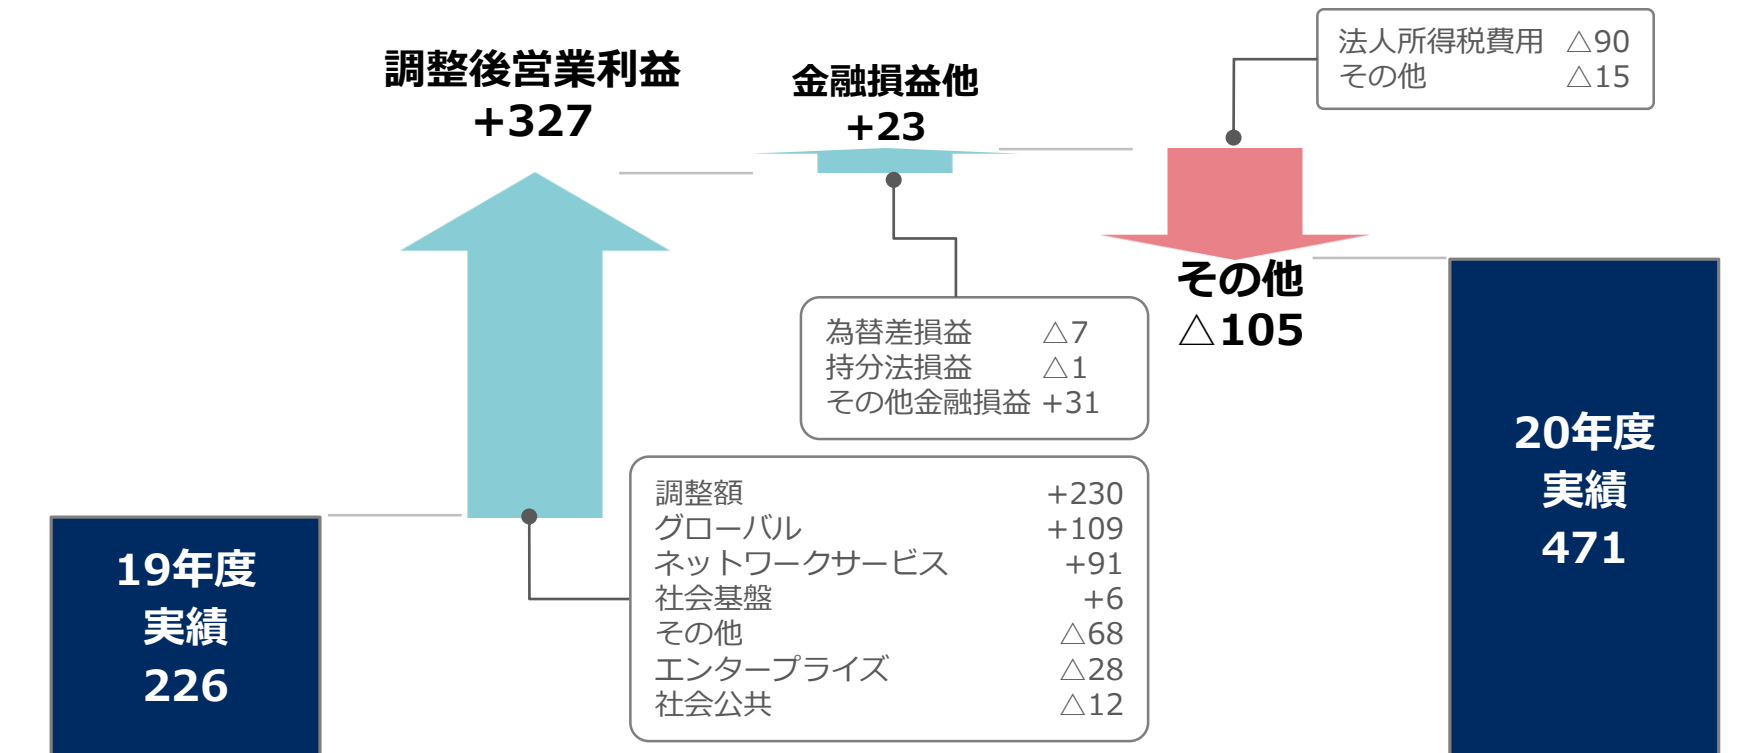 調整後営業利益
+327
金融損益他
+23
法人所得税費用 △90
その他 △15
その他
△105
為替差損益 △7
持分法損益 △1
その他金融損益 +31
調整額 +230
グローバル +109
ネットワークサービス +91
社会基盤 +6
その他 △68
エンタープライズ △28
社会公共 △12
19年度
実績
226
20年度
実績
471